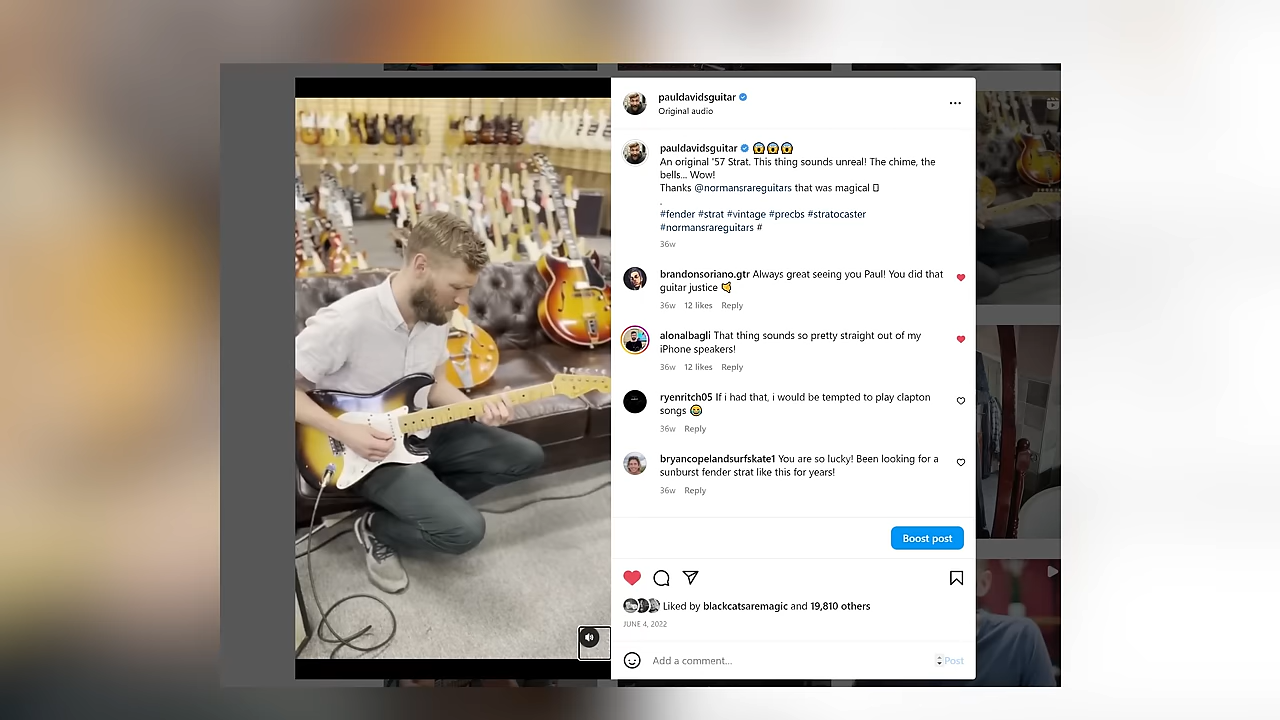 pauldavidsguitar
Original audio
pauldavidsguitar 😱😱😱
An original '57 Strat. This thing sounds unreal! The chime, the
bells... Wow!
Thanks @normansrareguitars that was magical
.
#fender #strat #vintage #precbs #stratocaster
#normansrareguitars #
36w
brandonsoriano.gtr Always great seeing you Paul! You did that
guitar justice
36w 12 likes Reply
alonalbagli That thing sounds so pretty straight out of my
iPhone speakers!
36w 12 likes Reply
ryenritch05 If i had that, i would be tempted to play clapton
songs 😂
36w Reply
bryancopelandsurfskate1 You are so lucky! Been looking for a
sunburst fender strat like this for years!
36w Reply
Boost post
Liked by blackcatsaremagic and 19,810 others
JUNE 4, 2022
Add a comment...
Post